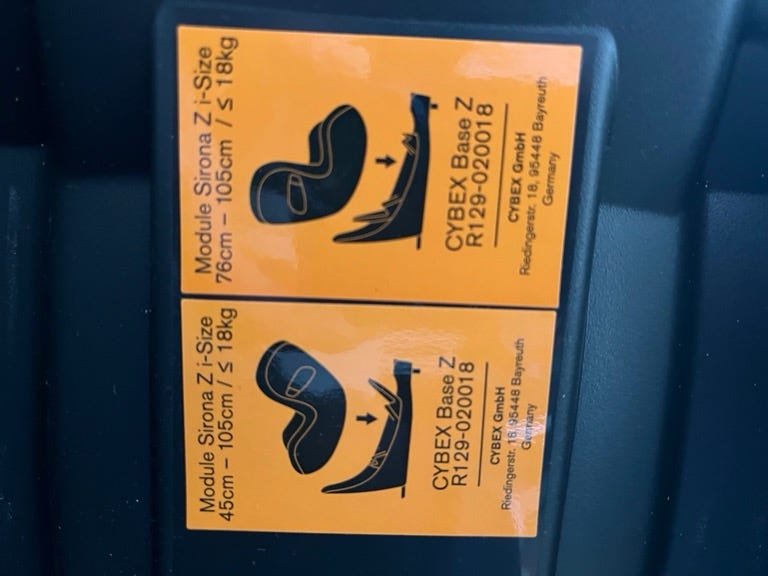 Module Sirona Z i-Size
45cm – 105cm / ≤ 18kg
CYBEX Base Z
R129-020018
CYBEX GmbH
Riedingerstr. 18, 95448 Bayreuth
Germany
Module Sirona Z i-Size
76cm – 105cm / ≤ 18kg
CYBEX Base Z
R129-020018
CYBEX GmbH
Riedingerstr. 18, 95448 Bayreuth
Germany